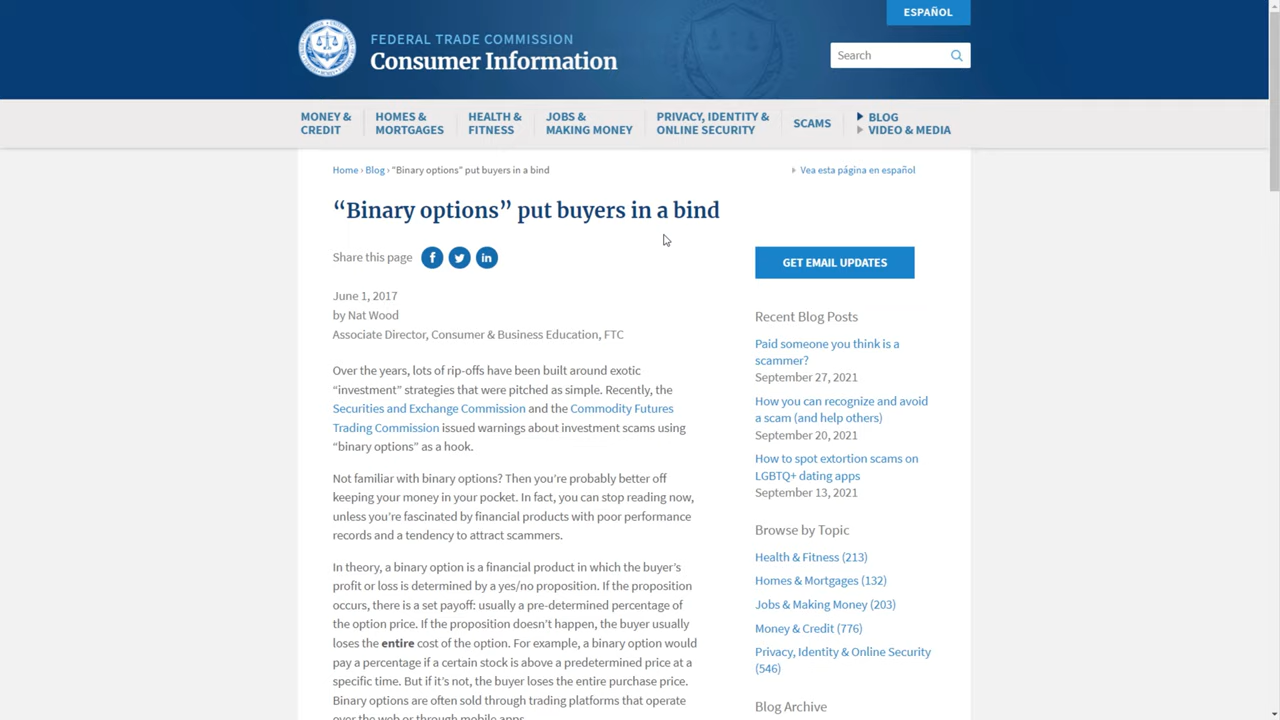 ESPAÑOL
FEDERAL TRADE COMMISSION
Consumer Information
Search
MONEY &
CREDIT
HOMES &
MORTGAGES
HEALTH &
FITNESS
JOBS &
MAKING MONEY
PRIVACY, IDENTITY &
ONLINE SECURITY
SCAMS
BLOG
VIDEO & MEDIA
Home › Blog › "Binary options" put buyers in a bind
Vea esta página en español
“Binary options” put buyers in a bind
Share this page
June 1, 2017
by Nat Wood
Associate Director, Consumer & Business Education, FTC
Over the years, lots of rip-offs have been built around exotic
“investment” strategies that were pitched as simple. Recently, the
Securities and Exchange Commission and the Commodity Futures
Trading Commission issued warnings about investment scams using
“binary options” as a hook.
Not familiar with binary options? Then you’re probably better off
keeping your money in your pocket. In fact, you can stop reading now,
unless you’re fascinated by financial products with poor performance
records and a tendency to attract scammers.
In theory, a binary option is a financial product in which the buyer’s
profit or loss is determined by a yes/no proposition. If the proposition
occurs, there is a set payoff: usually a pre-determined percentage of
the option price. If the proposition doesn’t happen, the buyer usually
loses the entire cost of the option. For example, a binary option would
pay a percentage if a certain stock is above a predetermined price at a
specific time. But if it’s not, the buyer loses the entire purchase price.
Binary options are often sold through trading platforms that operate
over the web or through mobile apps.
GET EMAIL UPDATES
Recent Blog Posts
Paid someone you think is a
scammer?
September 27, 2021
How you can recognize and avoid
a scam (and help others)
September 20, 2021
How to spot extortion scams on
LGBTQ+ dating apps
September 13, 2021
Browse by Topic
Health & Fitness (213)
Homes & Mortgages (132)
Jobs & Making Money (203)
Money & Credit (776)
Privacy, Identity & Online Security
(546)
Blog Archive